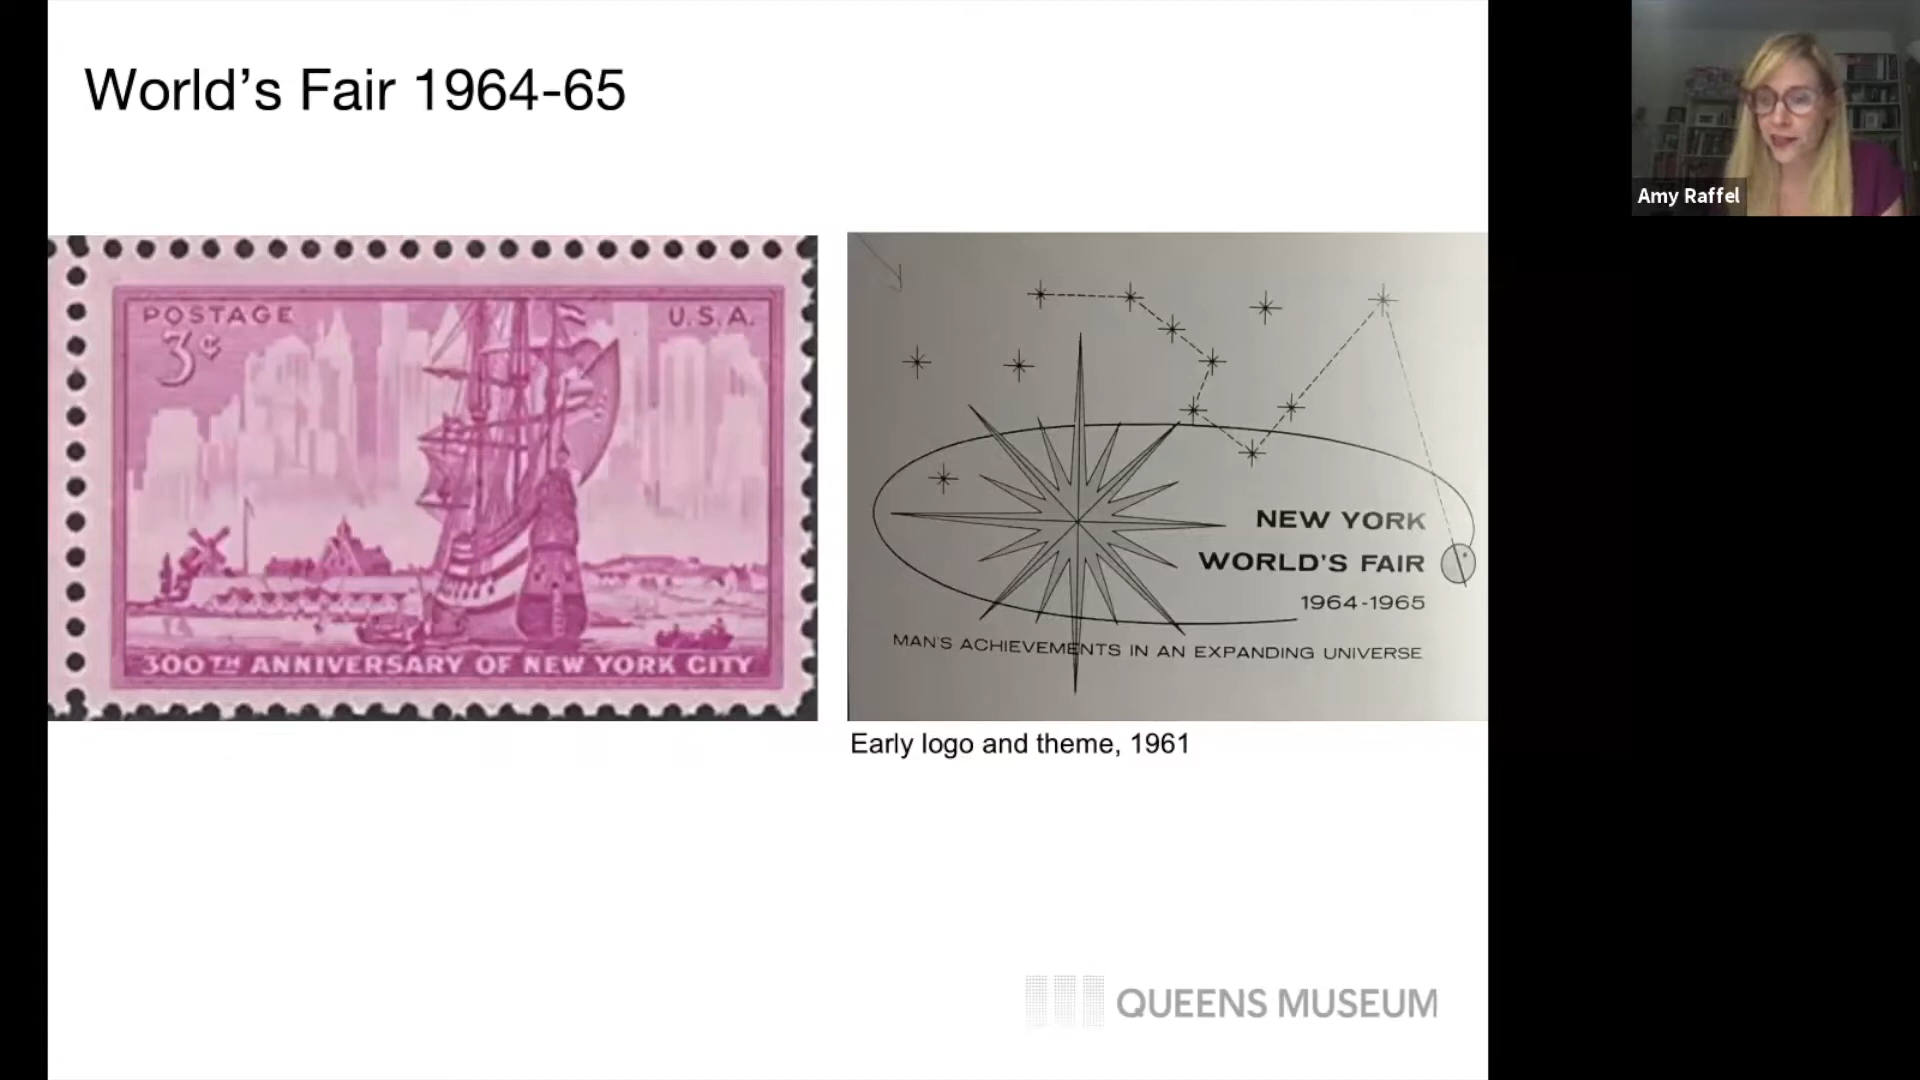 World's Fair 1964-65
POSTAGE
3¢
U.S.A.
300TH ANNIVERSARY OF NEW YORK CITY
NEW YORK
WORLD'S FAIR
1964-1965
MAN'S ACHIEVEMENTS IN AN EXPANDING UNIVERSE
Early logo and theme, 1961
QUEENS MUSEUM
Amy Raffel